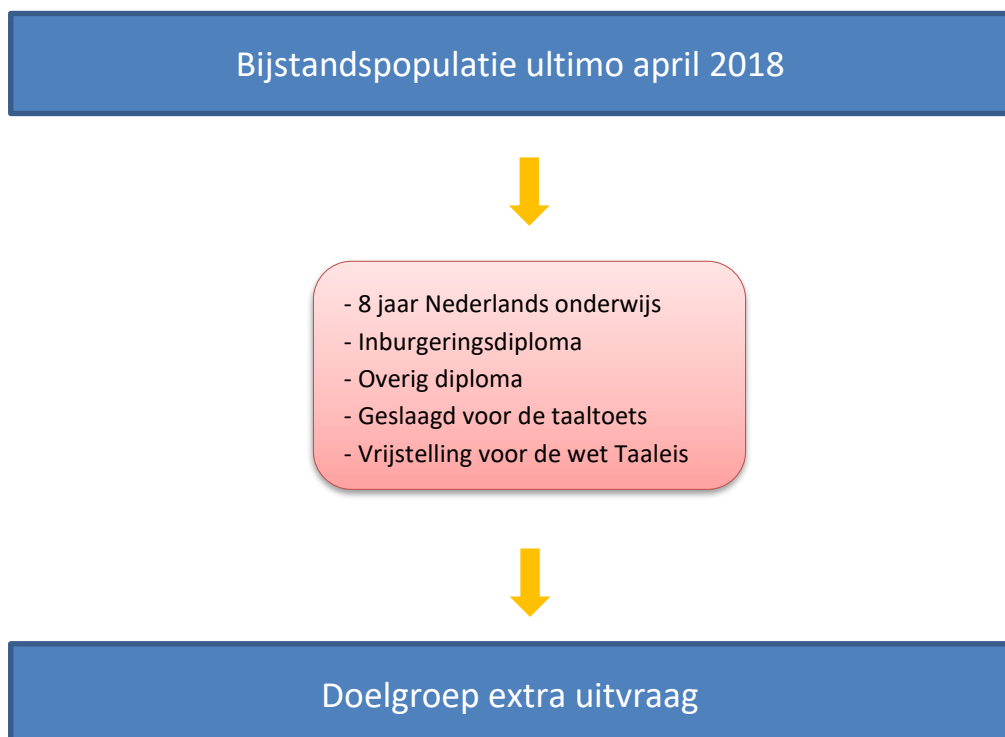 Bijstandspopulatie ultimo april 2018
- 8 jaar Nederlands onderwijs
- Inburgeringsdiploma
- Overig diploma
- Geslaagd voor de taaltoets
- Vrijstelling voor de wet Taaleis
Doelgroep extra uitvraag